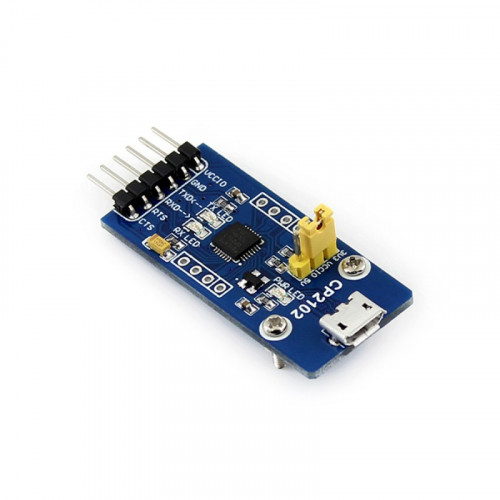 VCCIO
GND
TXD<--
RXD-->
RTS
CTS
TX LED
RX LED
3V3 VCCIO 5V
PWR LED
CP2102